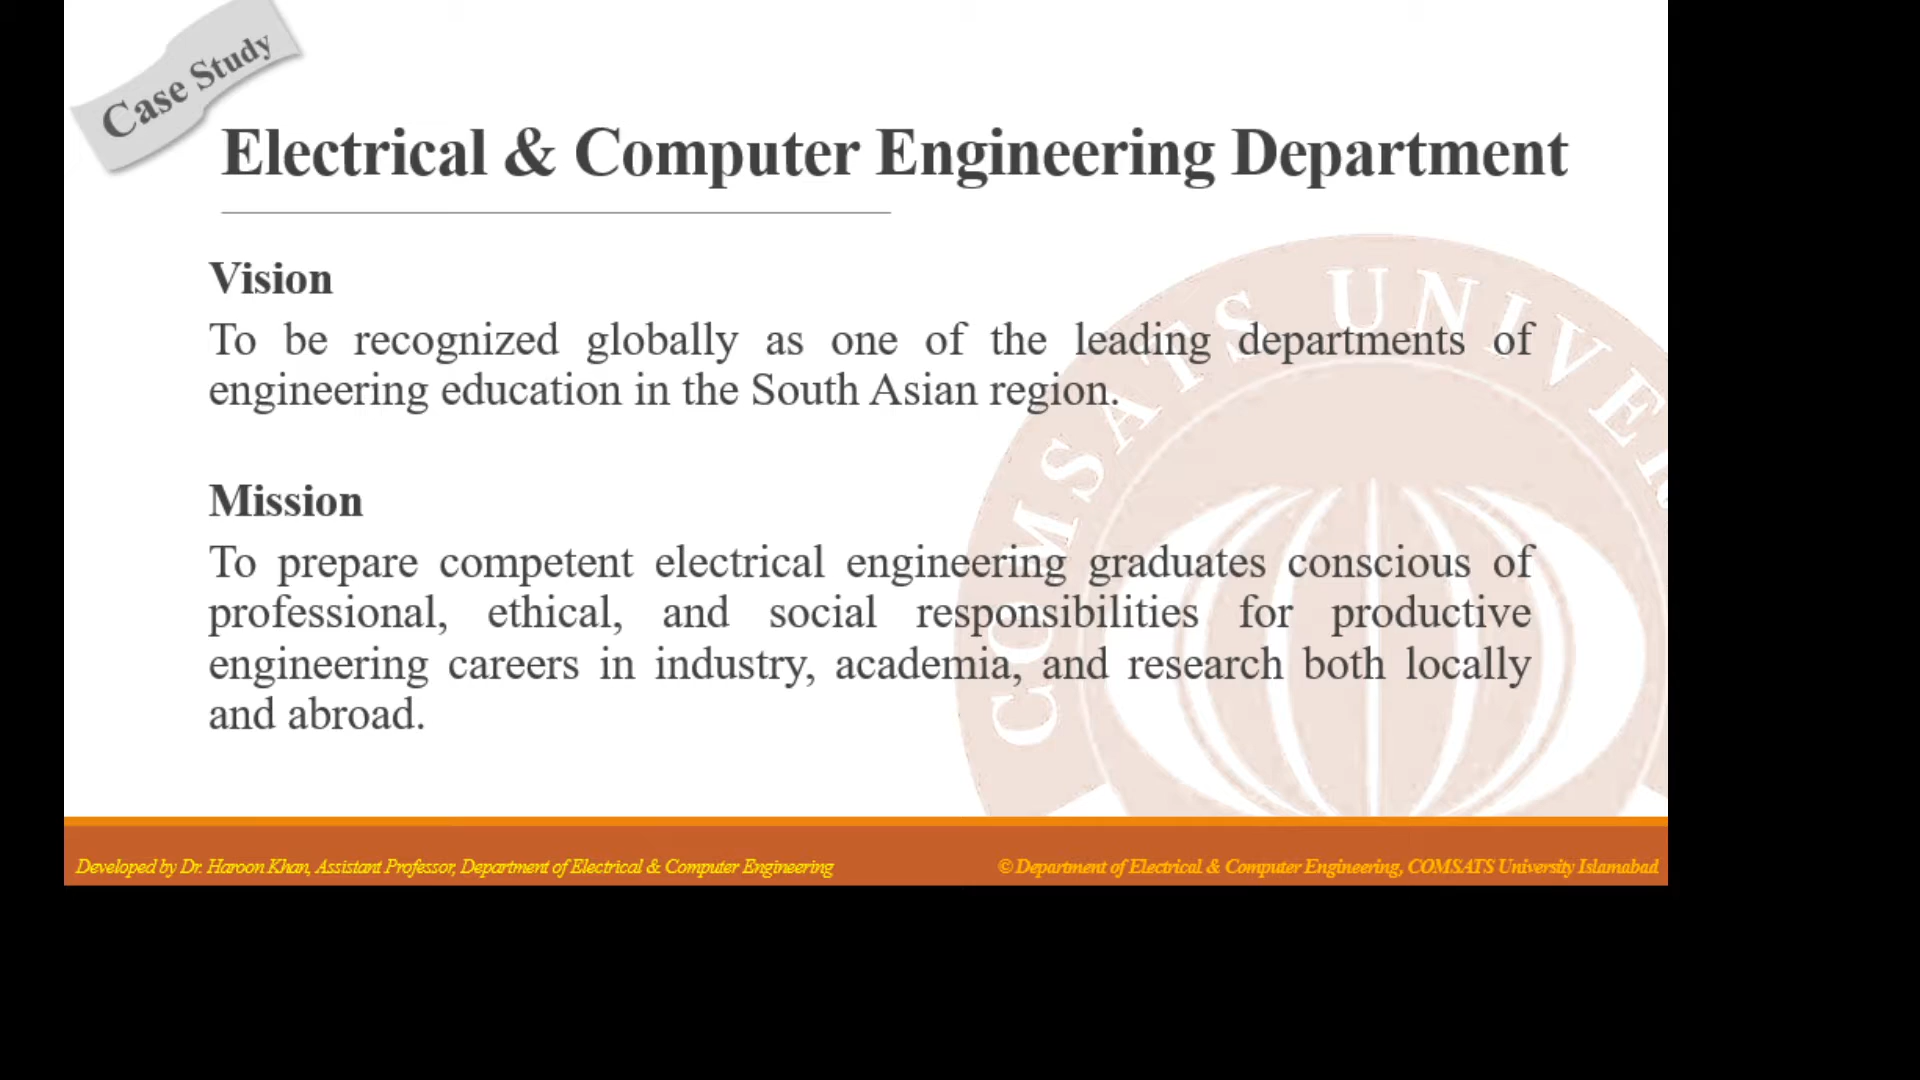 Case Study
Electrical & Computer Engineering Department
Vision
To be recognized globally as one of the leading departments of
engineering education in the South Asian region.
Mission
To prepare competent electrical engineering graduates conscious of
professional, ethical, and social responsibilities for productive
engineering careers in industry, academia, and research both locally
and abroad.
COMSATS UNIVER
Developed by Dr. Haroon Khan, Assistant Professor, Department of Electrical & Computer Engineering
© Department of Electrical & Computer Engineering, COMSATS University Islamabad